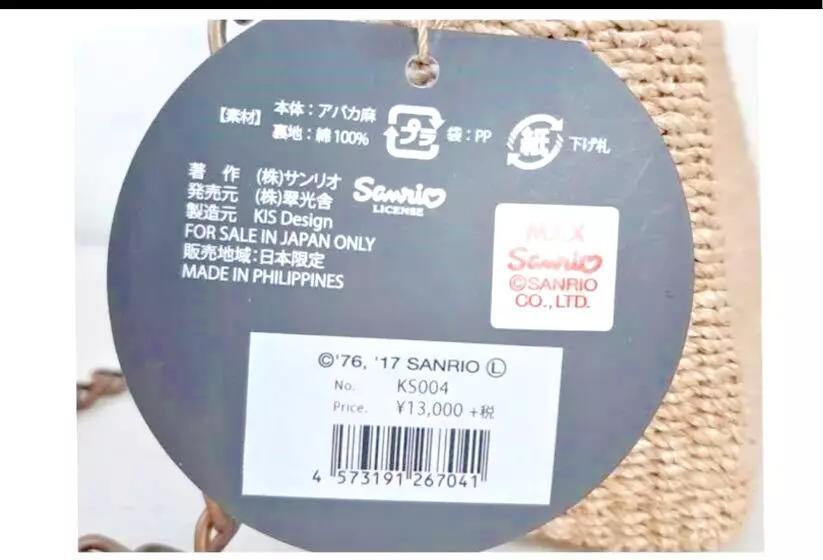 【素材】 本体：アバカ麻
裏地：綿100%
プラ 袋：PP
紙 下げ札
著 作 (株)サンリオ
発売元 (株)翠光舎
製造元 KIS Design
FOR SALE IN JAPAN ONLY
販売地域：日本限定
MADE IN PHILIPPINES
Sanrio
LICENSE
MAX
Sanrio
©SANRIO
CO.,LTD.
©'76, '17 SANRIO Ⓛ
No. KS004
Price. ¥13,000 +税
4 573191 267041